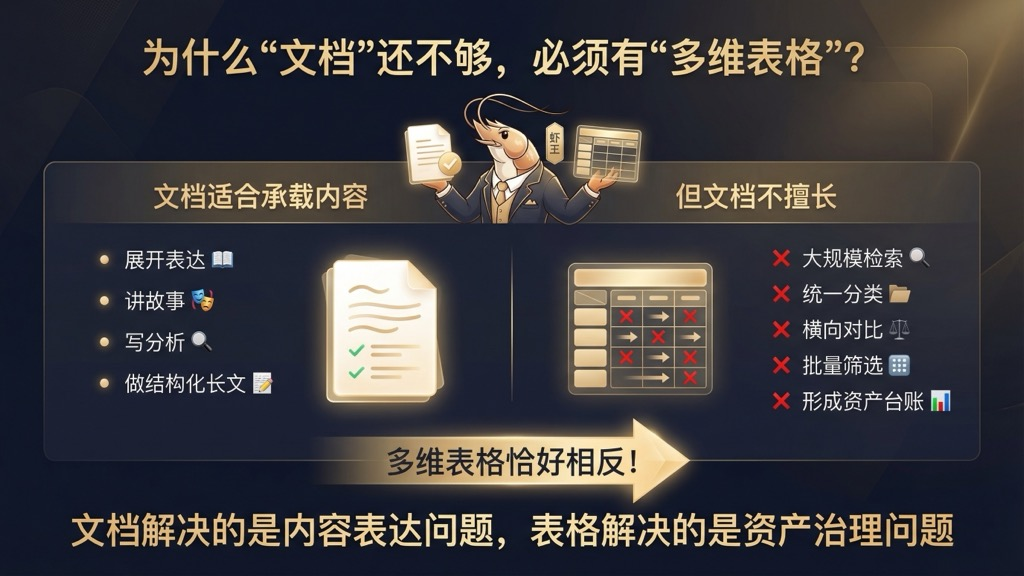 为什么“文档”还不够，必须有“多维表格”？
虾王
文档适合承载内容
展开表达
讲故事
写分析
做结构化长文
但文档不擅长
大规模检索
统一分类
横向对比
批量筛选
形成资产台账
多维表格恰好相反！
文档解决的是内容表达问题，表格解决的是资产治理问题